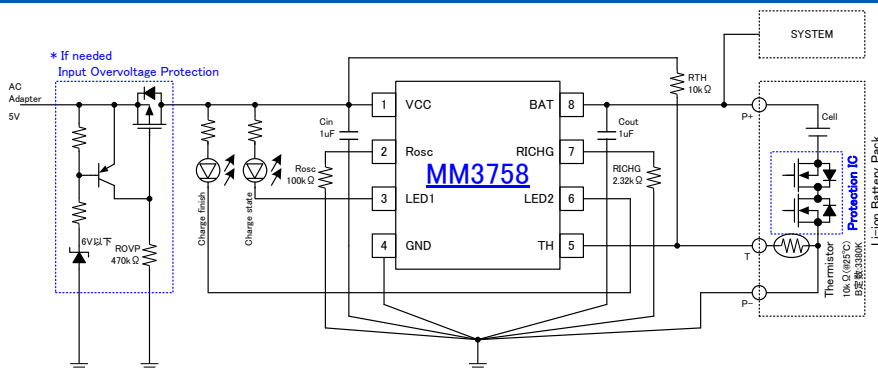 * If needed
Input Overvoltage Protection
AC
Adapter
5V
6V以下
ROVP
470kΩ
Charge finish
Charge state
Rosc
100kΩ
Cin
1uF
MM3758
1
VCC
2
Rosc
3
LED1
4
GND
BAT
8
RICHG
7
LED2
6
TH
5
Cout
1uF
RICHG
2.32kΩ
RTH
10kΩ
SYSTEM
P+
Cell
Protection IC
Li-ion Battery Pack
T
Thermistor
10kΩ(@25℃)
B定数:3380K
P-